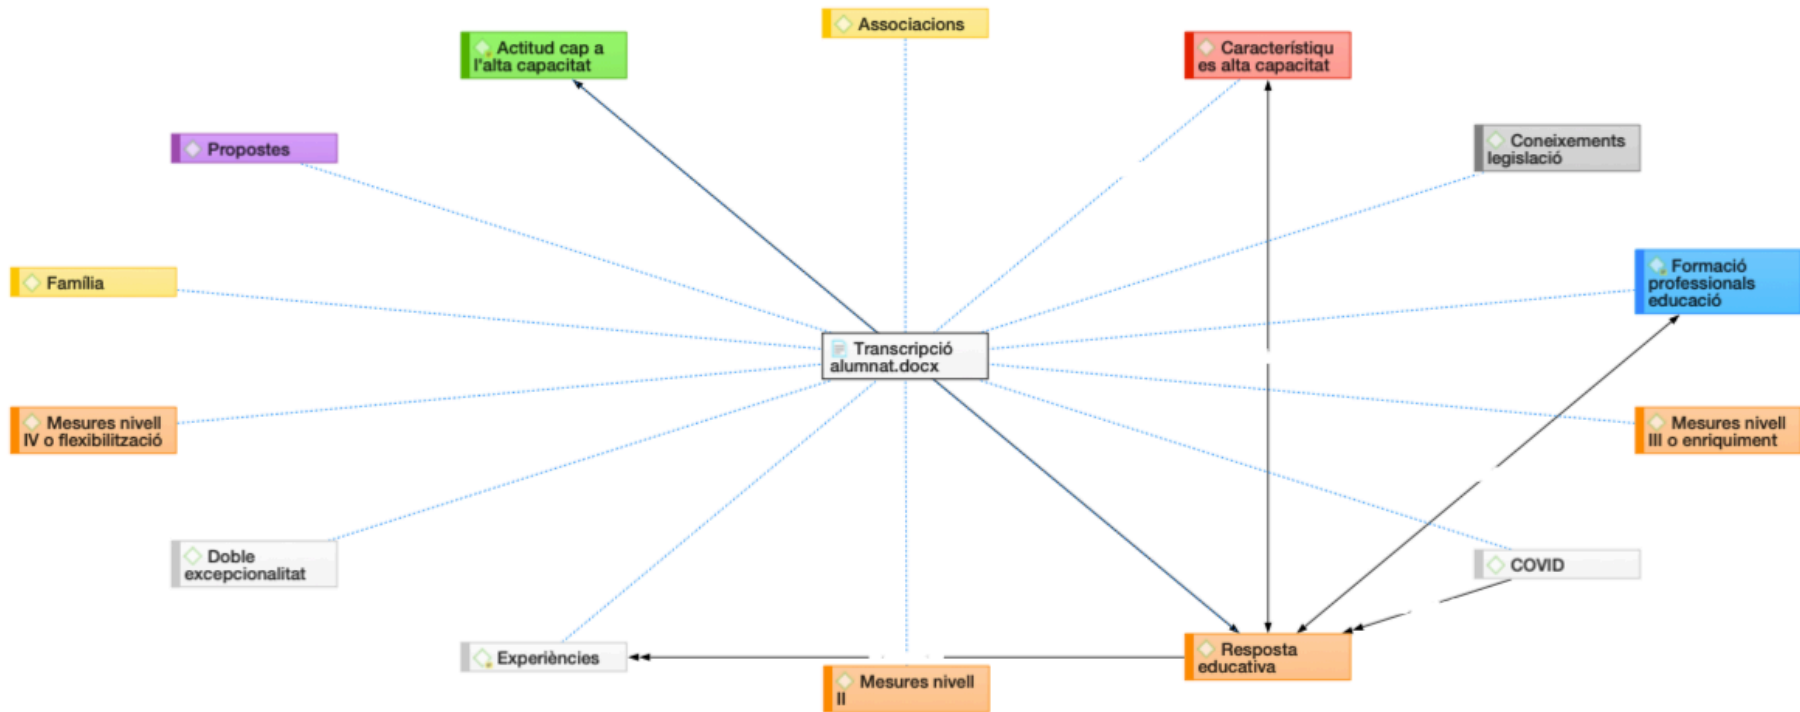 Associacions
Actitud cap a
l'alta capacitat
Característiqu
es alta capacitat
Propostes
Coneixements
legislació
Família
Formació
professionals
educació
Transcripció
alumnat.docx
Mesures nivell
IV o flexibilització
Mesures nivell
III o enriquiment
Doble
excepcionalitat
COVID
Experiències
Mesures nivell
II
Resposta
educativa